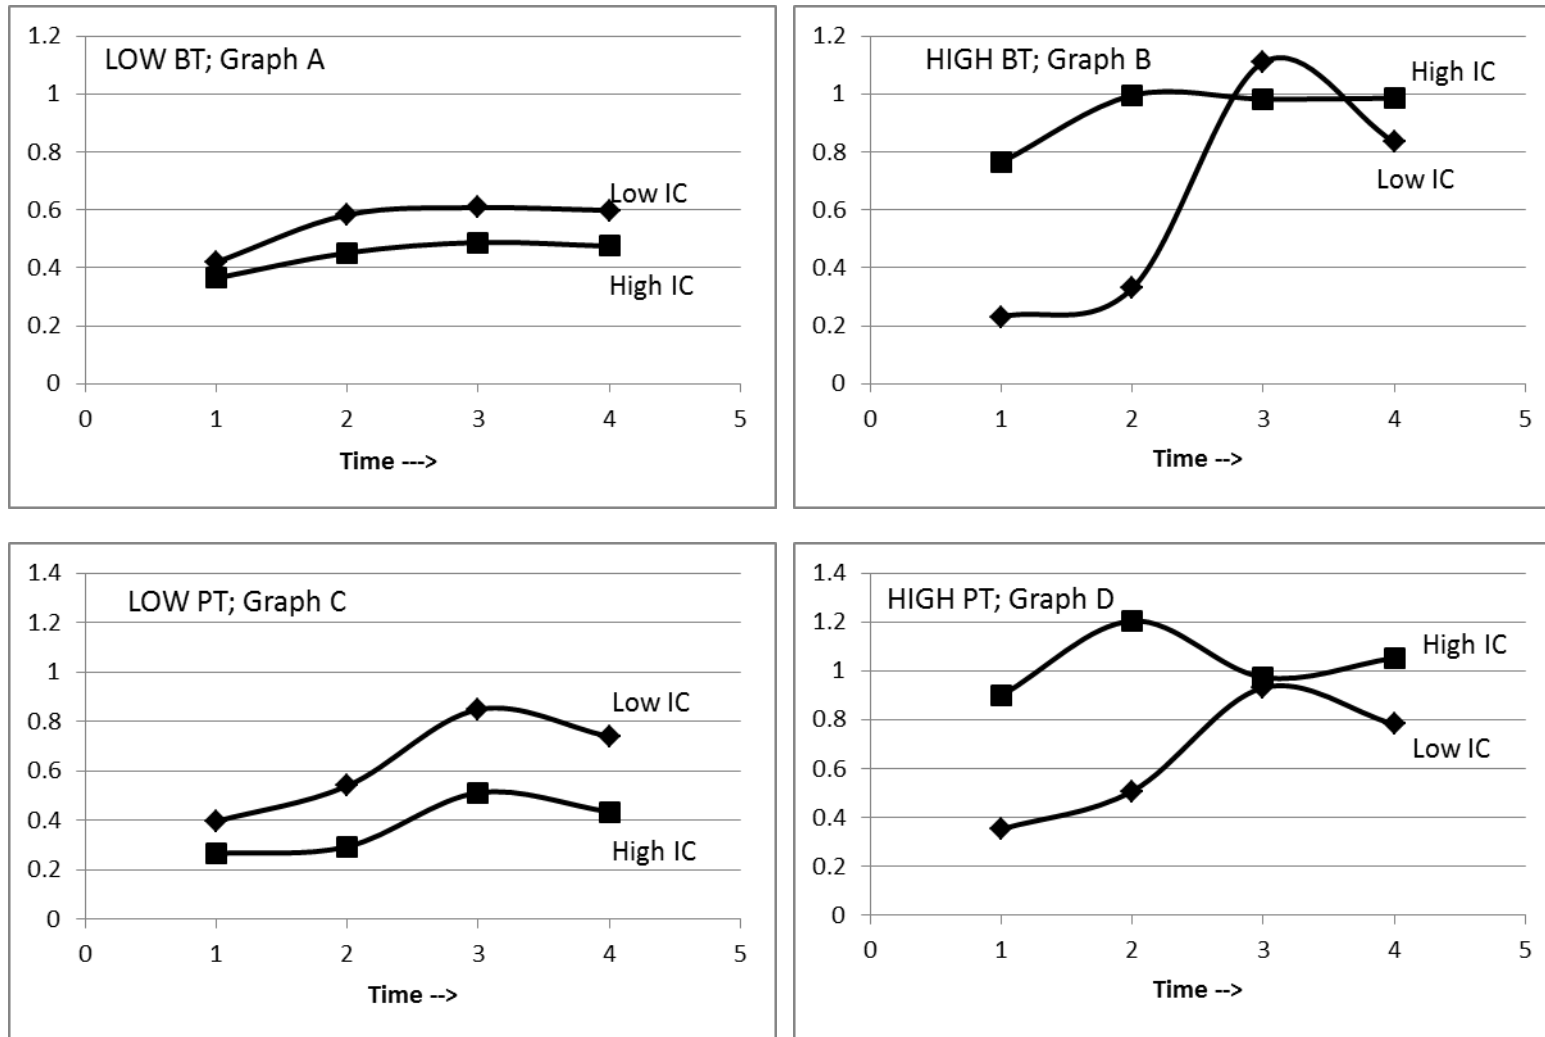 LOW BT; Graph A
1.2
1
0.8
0.6
0.4
0.2
0
Low IC
High IC
0 1 2 3 4 5
Time --->
HIGH BT; Graph B
1.2
1
0.8
0.6
0.4
0.2
0
High IC
Low IC
0 1 2 3 4 5
Time -->
LOW PT; Graph C
1.4
1.2
1
0.8
0.6
0.4
0.2
0
Low IC
High IC
0 1 2 3 4 5
Time -->
HIGH PT; Graph D
1.4
1.2
1
0.8
0.6
0.4
0.2
0
High IC
Low IC
0 1 2 3 4 5
Time -->